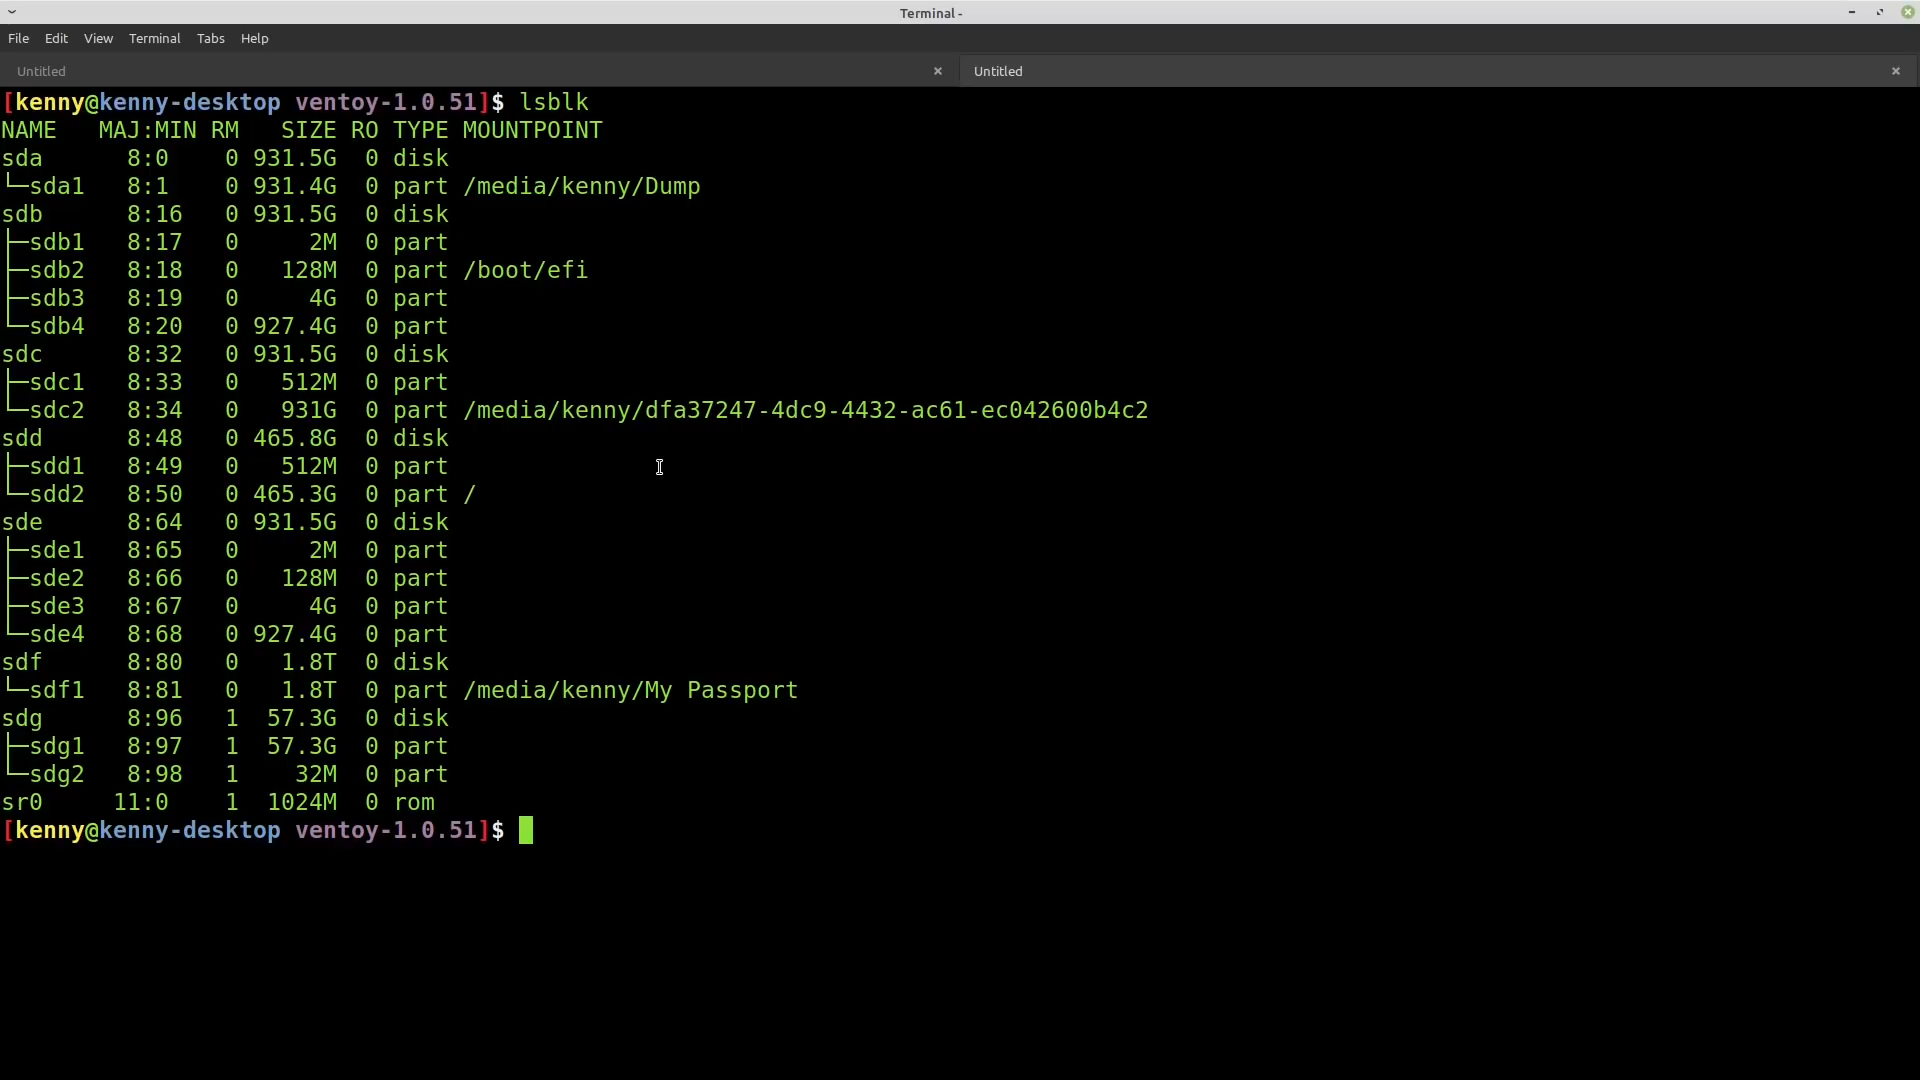 Terminal -
File Edit View Terminal Tabs Help
Untitled Untitled
[kenny@kenny-desktop ventoy-1.0.51]$ lsblk
NAME   MAJ:MIN RM   SIZE RO TYPE MOUNTPOINT
sda      8:0    0 931.5G  0 disk
└─sda1   8:1    0 931.4G  0 part /media/kenny/Dump
sdb      8:16   0 931.5G  0 disk
├─sdb1   8:17   0     2M  0 part
├─sdb2   8:18   0   128M  0 part /boot/efi
├─sdb3   8:19   0     4G  0 part
└─sdb4   8:20   0 927.4G  0 part
sdc      8:32   0 931.5G  0 disk
├─sdc1   8:33   0   512M  0 part
└─sdc2   8:34   0   931G  0 part /media/kenny/dfa37247-4dc9-4432-ac61-ec042600b4c2
sdd      8:48   0 465.8G  0 disk
├─sdd1   8:49   0   512M  0 part
└─sdd2   8:50   0 465.3G  0 part /
sde      8:64   0 931.5G  0 disk
├─sde1   8:65   0     2M  0 part
├─sde2   8:66   0   128M  0 part
├─sde3   8:67   0     4G  0 part
└─sde4   8:68   0 927.4G  0 part
sdf      8:80   0   1.8T  0 disk
└─sdf1   8:81   0   1.8T  0 part /media/kenny/My Passport
sdg      8:96   1  57.3G  0 disk
├─sdg1   8:97   1  57.3G  0 part
└─sdg2   8:98   1    32M  0 part
sr0     11:0    1  1024M  0 rom
[kenny@kenny-desktop ventoy-1.0.51]$